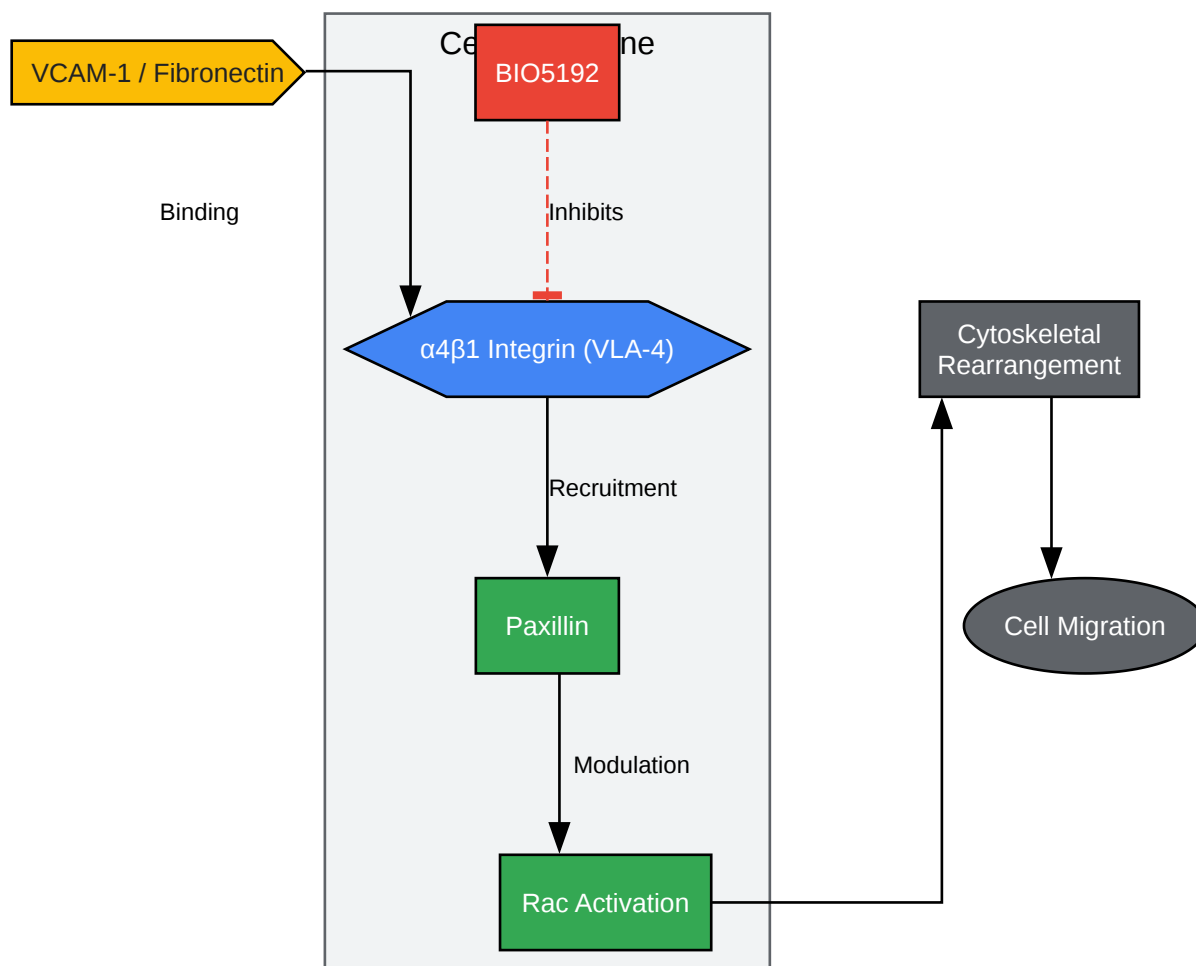 VCAM-1 / Fibronectin
BIO5192
Binding
Inhibits
α4β1 Integrin (VLA-4)
Cytoskeletal
Rearrangement
Recruitment
Paxillin
Cell Migration
Modulation
Rac Activation